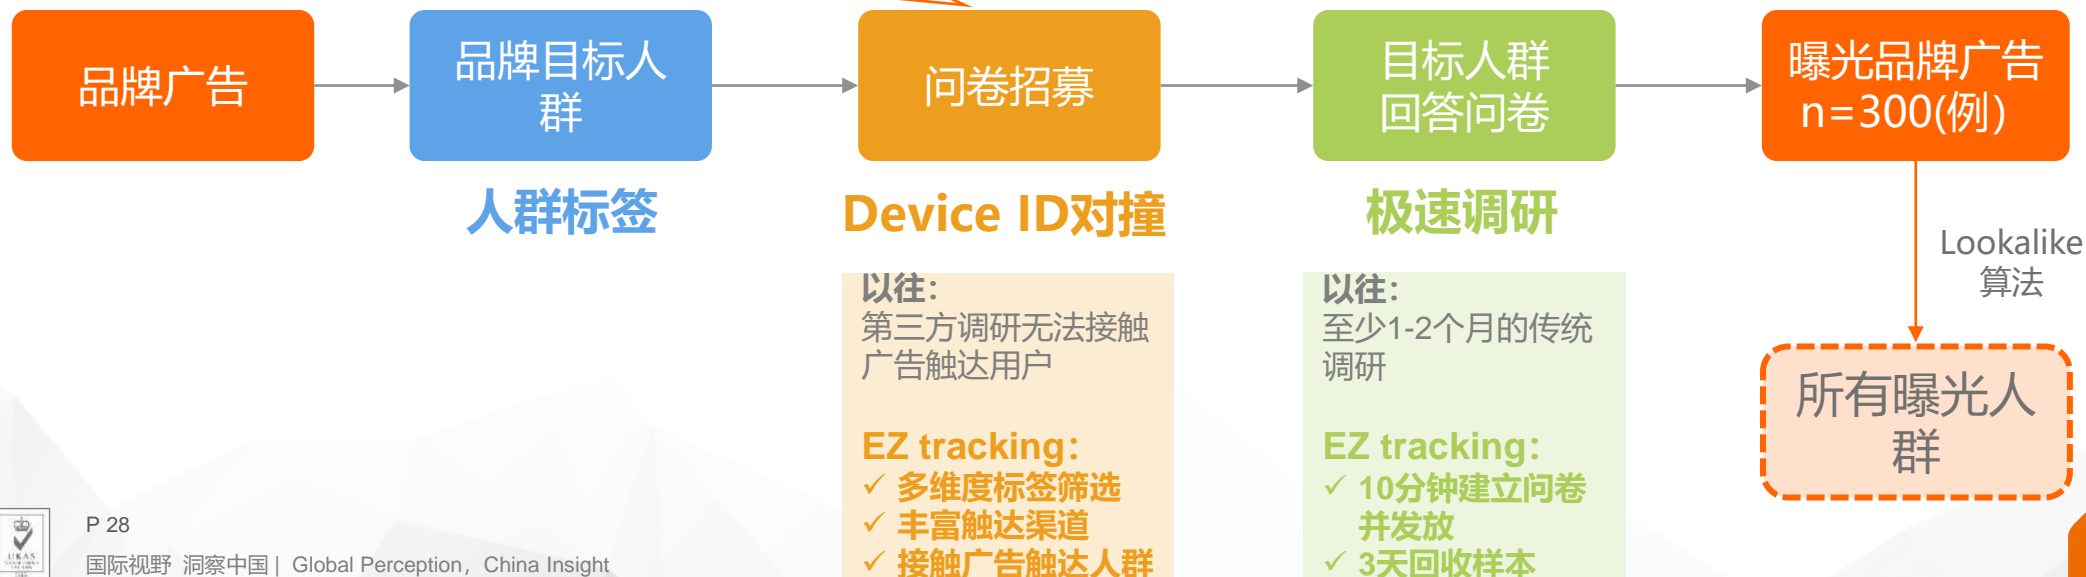 品牌广告
品牌目标人
群
问卷招募
目标人群
回答问卷
曝光品牌广告
n=300(例)
人群标签
Device ID对撞
极速调研
Lookalike
算法
以往：
第三方调研无法接触
广告触达用户
EZ tracking：
✓ 多维度标签筛选
✓ 丰富触达渠道
✓ 接触广告触达人群
以往：
至少1-2个月的传统
调研
EZ tracking：
✓ 10分钟建立问卷
并发放
✓ 3天回收样本
所有曝光人
群
UKAS
P 28
国际视野 洞察中国 | Global Perception，China Insight